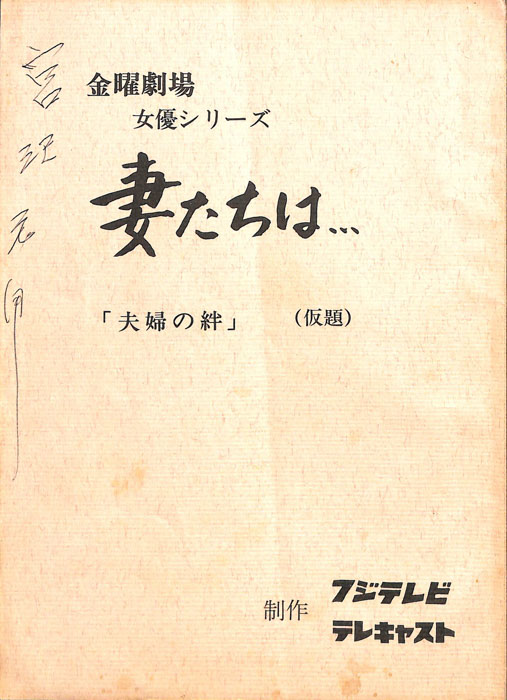 金曜劇場
女優シリーズ
妻たちは…
「夫婦の絆」 (仮題)
制作 フジテレビ
テレキャスト